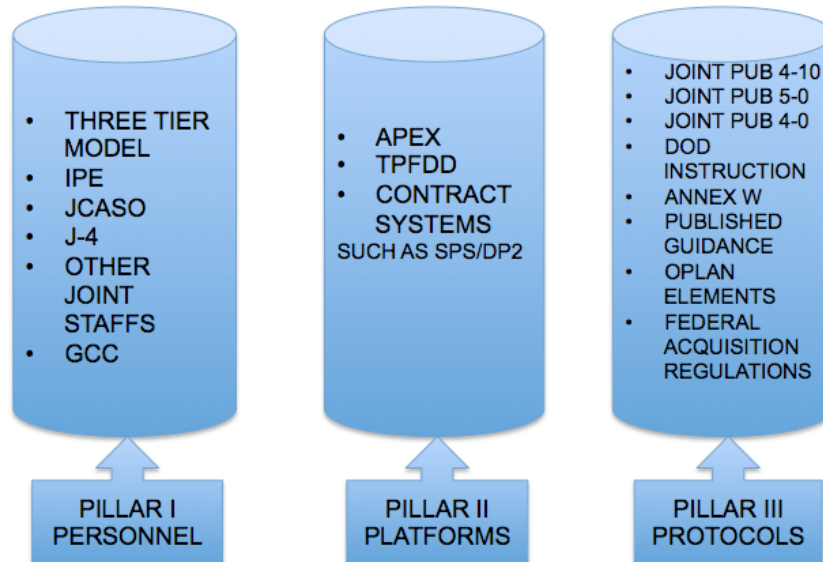 • THREE TIER
MODEL
• IPE
• JCASO
• J-4
• OTHER
JOINT
STAFFS
• GCC
PILLAR I
PERSONNEL
• APEX
• TPFDD
• CONTRACT
SYSTEMS
SUCH AS SPS/DP2
PILLAR II
PLATFORMS
• JOINT PUB 4-10
• JOINT PUB 5-0
• JOINT PUB 4-0
• DOD
INSTRUCTION
• ANNEX W
• PUBLISHED
GUIDANCE
• OPLAN
ELEMENTS
• FEDERAL
ACQUISITION
REGULATIONS
PILLAR III
PROTOCOLS